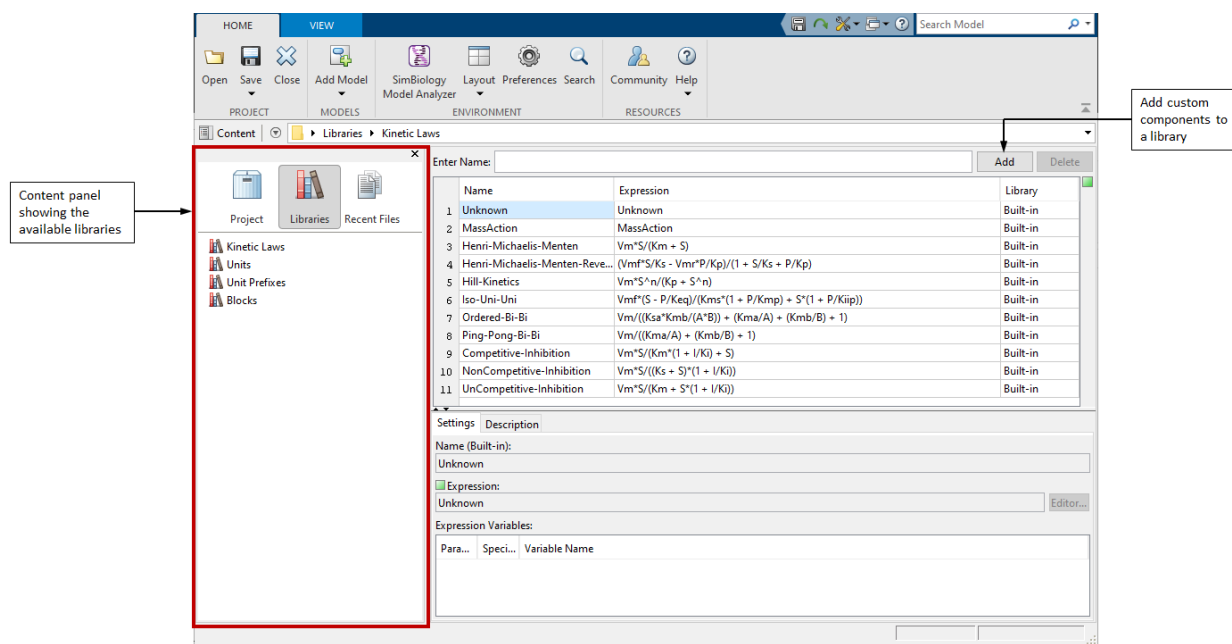 HOME VIEW
Search Model
Open Save Close Add Model SimBiology Model Analyzer Layout Preferences Search Community Help
PROJECT MODELS ENVIRONMENT RESOURCES
Content Libraries Kinetic Laws
Add custom
components to
a library
Content panel
showing the
available libraries
Project Libraries Recent Files
Kinetic Laws
Units
Unit Prefixes
Blocks
Enter Name: Add Delete
Name Expression Library
1 Unknown Unknown Built-in
2 MassAction MassAction Built-in
3 Henri-Michaelis-Menten Vm*S/(Km + S) Built-in
4 Henri-Michaelis-Menten-Reve... (Vmf*S/Ks - Vmr*P/Kp)/(1 + S/Ks + P/Kp) Built-in
5 Hill-Kinetics Vm*S^n/(Kp + S^n) Built-in
6 Iso-Uni-Uni Vmf*(S - P/Keq)/(Kms*(1 + P/Kmp) + S*(1 + P/Kiip)) Built-in
7 Ordered-Bi-Bi Vm/((Ksa*Kmb/(A*B)) + (Kma/A) + (Kmb/B) + 1) Built-in
8 Ping-Pong-Bi-Bi Vm/((Kma/A) + (Kmb/B) + 1) Built-in
9 Competitive-Inhibition Vm*S/(Km*(1 + I/Ki) + S) Built-in
10 NonCompetitive-Inhibition Vm*S/((Ks + S)*(1 + I/Ki)) Built-in
11 UnCompetitive-Inhibition Vm*S/(Km + S*(1 + I/Ki)) Built-in
Settings Description
Name (Built-in):
Unknown
Expression:
Unknown Editor...
Expression Variables:
Para... Speci... Variable Name